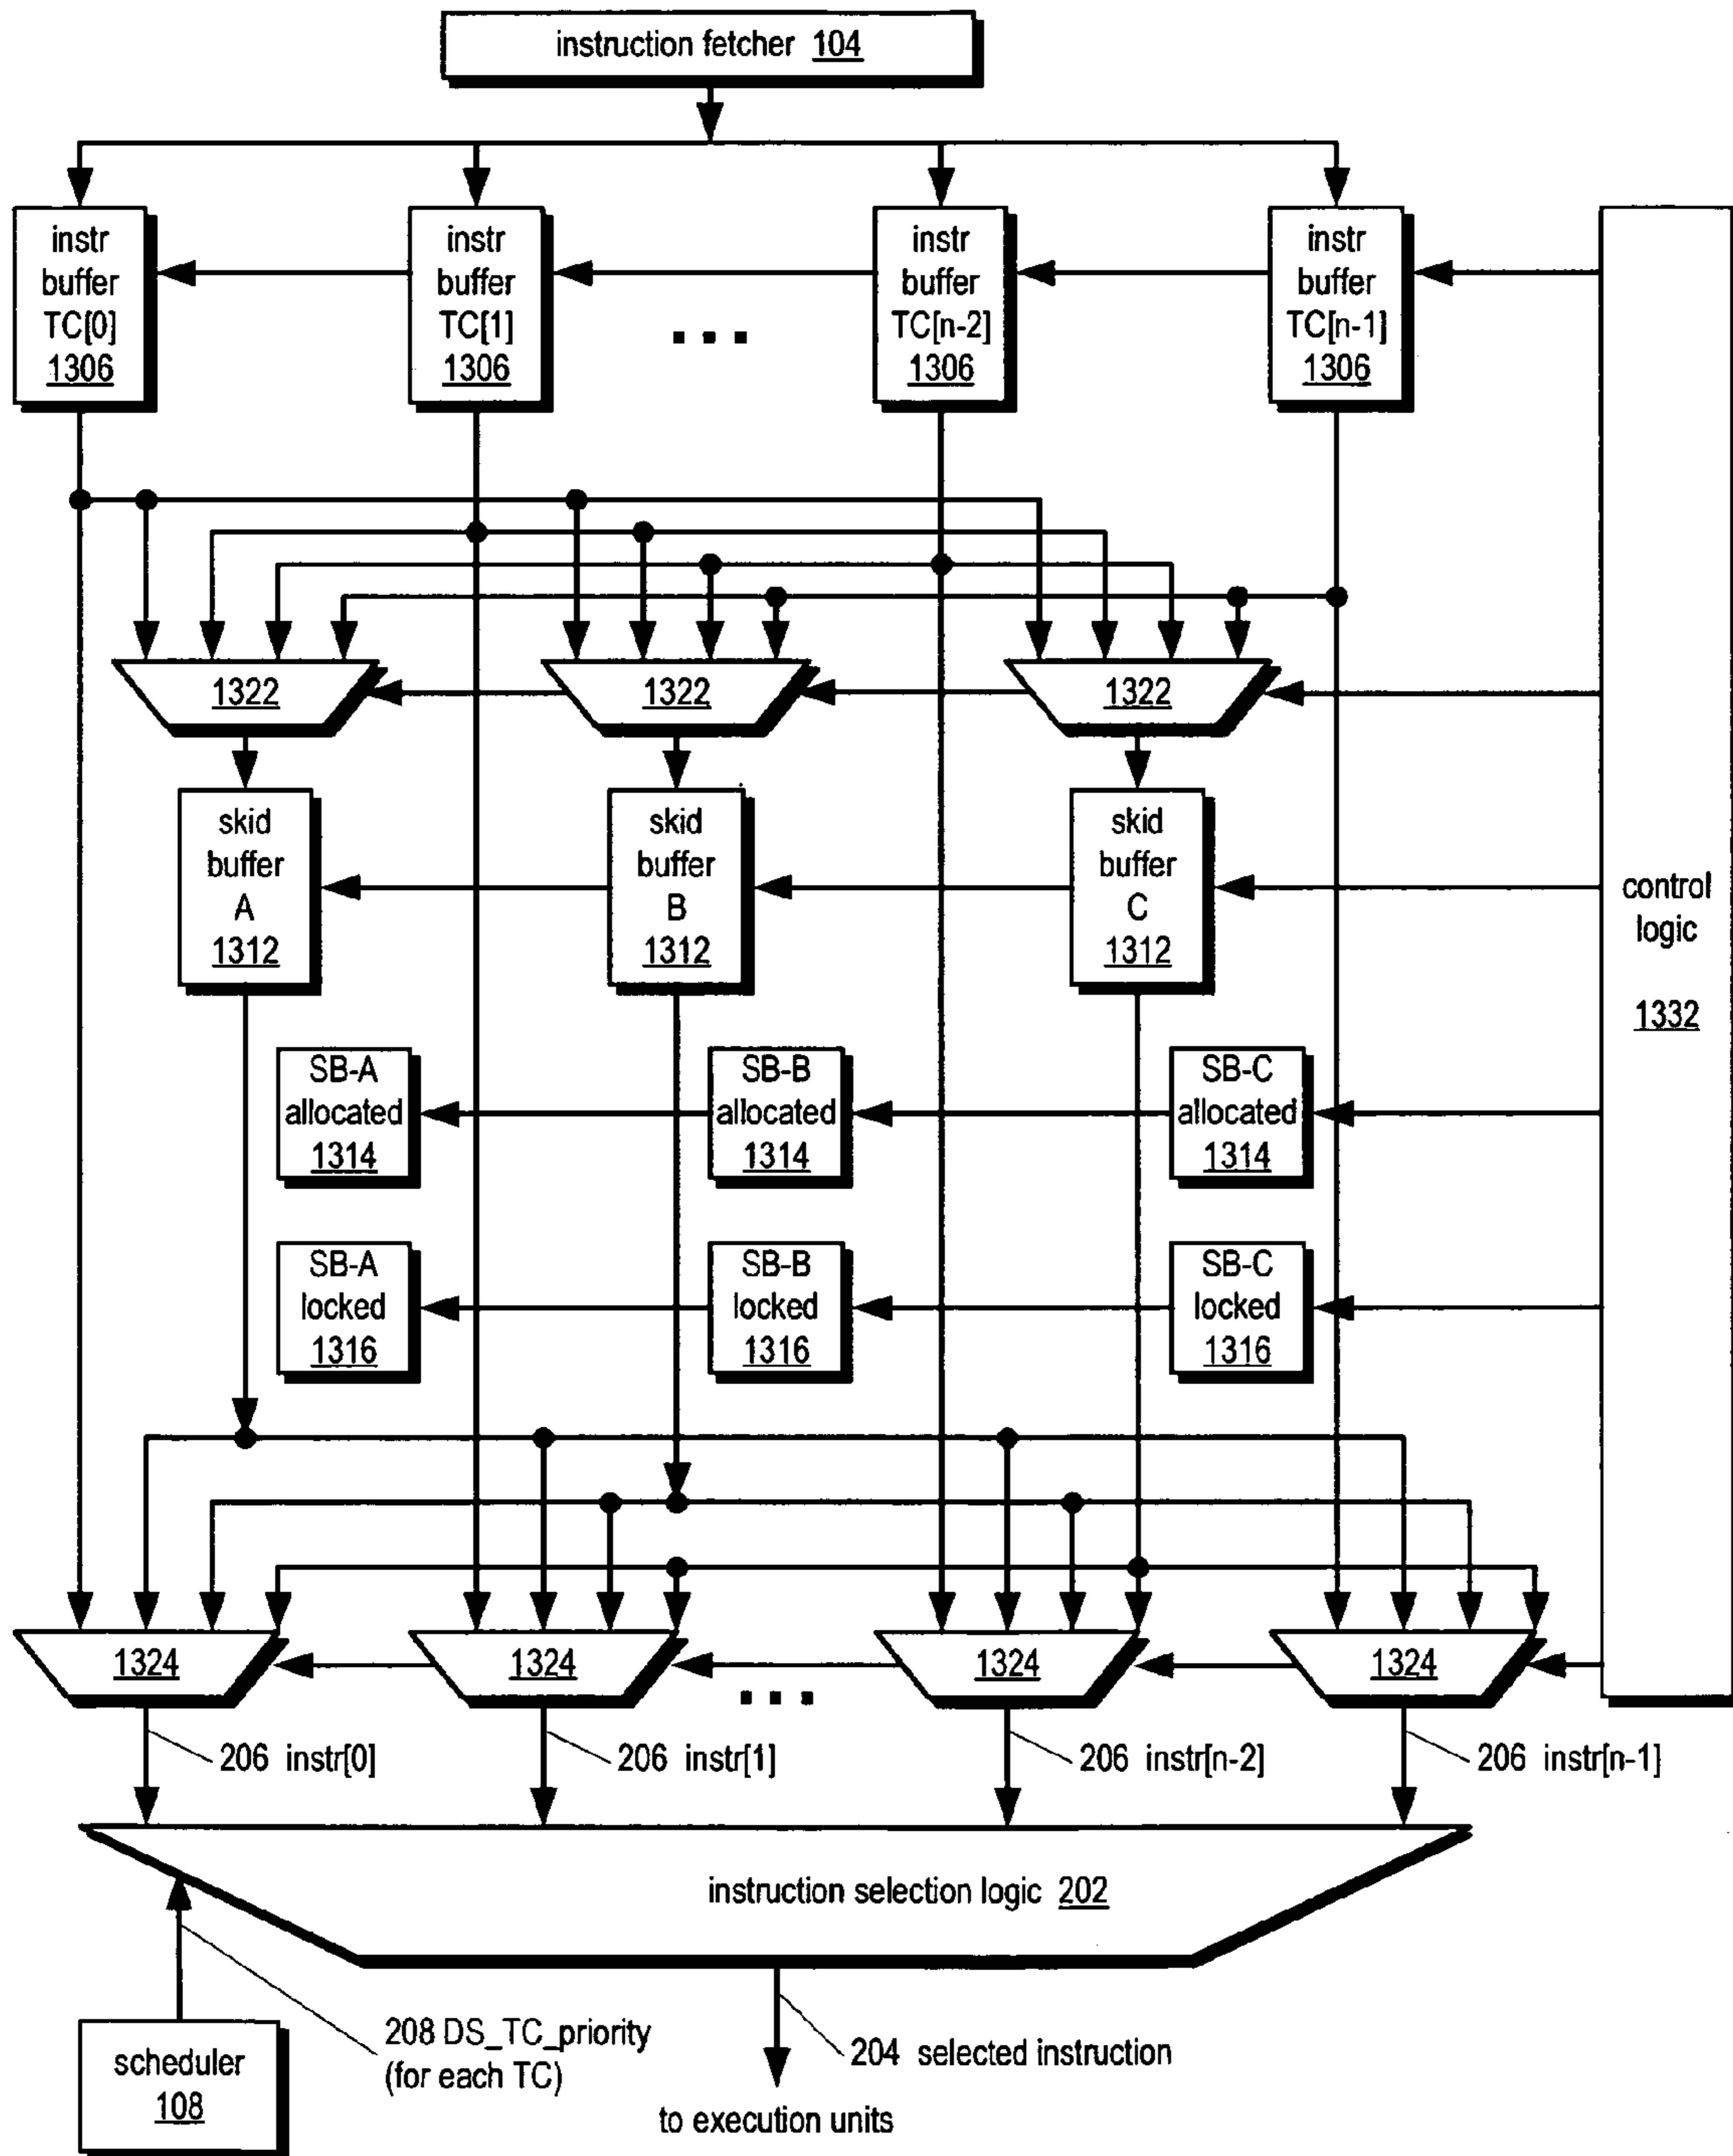 instruction fetcher 104
instr
buffer
TC[0]
1306
instr
buffer
TC[1]
1306
. . .
instr
buffer
TC[n-2]
1306
instr
buffer
TC[n-1]
1306
1322
1322
1322
skid
buffer
A
1312
skid
buffer
B
1312
skid
buffer
C
1312
control
logic
1332
SB-A
allocated
1314
SB-B
allocated
1314
SB-C
allocated
1314
SB-A
locked
1316
SB-B
locked
1316
SB-C
locked
1316
1324
1324
. . .
1324
1324
206 instr[0]
206 instr[1]
206 instr[n-2]
206 instr[n-1]
instruction selection logic 202
scheduler
108
208 DS_TC_priority
(for each TC)
204 selected instruction
to execution units